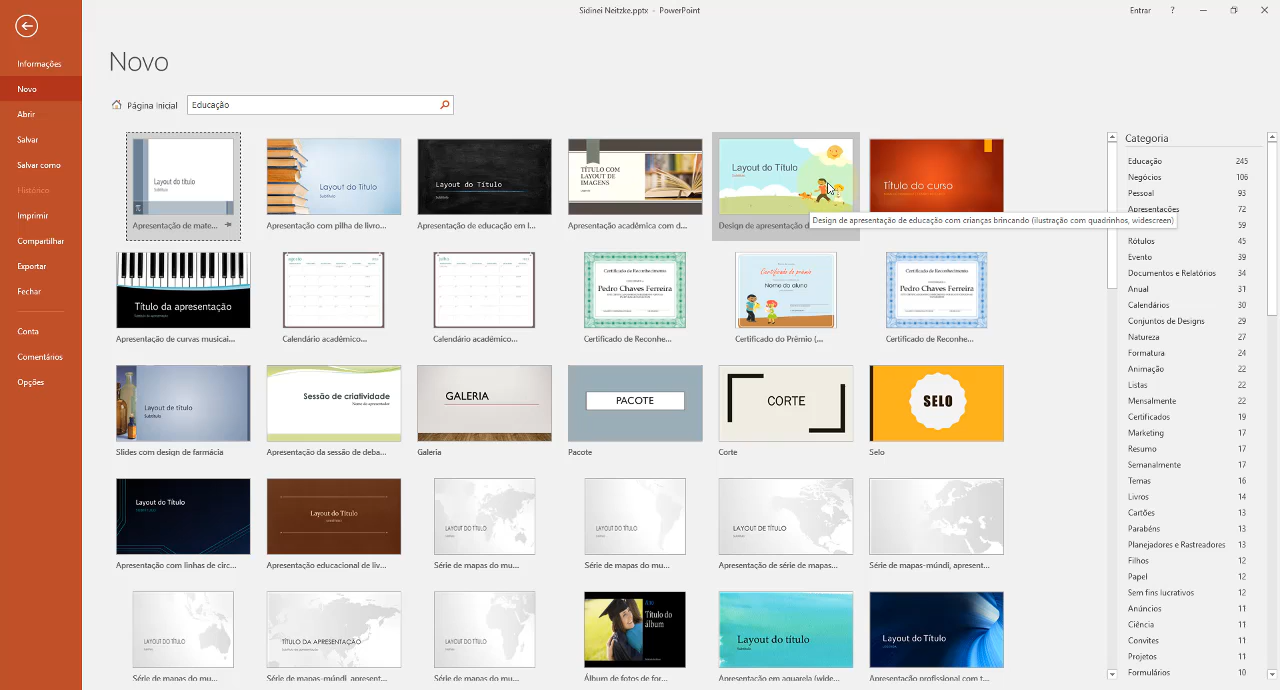 Sidinei Neitzke.pptx - PowerPoint
Entrar ?
Informações
Novo
Abrir
Salvar
Salvar como
Histórico
Imprimir
Compartilhar
Exportar
Fechar
Conta
Comentários
Opções
Novo
Página Inicial
Educação
Layout do título
Subtítulo
Apresentação de mate...
Layout do Título
Subtítulo
Apresentação com pilha de livro...
Layout do Título
Apresentação de educação em l...
TÍTULO COM
LAYOUT DE
IMAGENS
Apresentação acadêmica com d...
Layout do Título
Design de apresentação d
Título do curso
Design de apresentação de educação com crianças brincando (ilustração com quadrinhos, widescreen)
Título da apresentação
Apresentação de curvas musicai...
Calendário acadêmico...
Calendário acadêmico...
Certificado de Reconhecimento
Pedro Chaves Ferreira
Certificado de Reconhe...
Certificado do prêmio
Nome do aluno
Certificado do Prêmio (...
Certificado de Reconhecimento
Pedro Chaves Ferreira
Certificado de Reconhe...
Layout de título
Subtítulo
Slides com design de farmácia
Sessão de criatividade
Nome do apresentador
Apresentação da sessão de deba...
GALERIA
Galeria
PACOTE
Pacote
CORTE
Corte
SELO
Selo
Layout do Título
Apresentação com linhas de circ...
Layout do Título
Apresentação educacional de liv...
LAYOUT DO TÍTULO
Série de mapas do mu...
LAYOUT DO TÍTULO
Série de mapas do mu...
LAYOUT DE TÍTULO
Apresentação de série de mapas...
Série de mapas-múndi, apresent...
LAYOUT DO TÍTULO
Série de mapas do mu...
TÍTULO DA APRESENTAÇÃO
Série de mapas-múndi, apresent...
LAYOUT DO TÍTULO
Série de mapas do mu...
Título do
álbum
Álbum de fotos de for...
Layout do título
Apresentação em aquarela (wide...
Layout do Título
Apresentação profissional com t...
Categoria
Educação 245
Negócios 106
Pessoal 93
Apresentações 72
59
Rótulos 45
Evento 39
Documentos e Relatórios 34
Anual 31
Calendários 30
Conjuntos de Designs 29
Natureza 27
Formatura 24
Animação 22
Listas 22
Mensalmente 22
Certificados 19
Marketing 17
Resumo 17
Semanalmente 17
Temas 16
Livros 14
Cartões 13
Parabéns 13
Planejadores e Rastreadores 13
Filhos 12
Papel 12
Sem fins lucrativos 12
Anúncios 11
Ciência 11
Convites 11
Projetos 11
Formulários 10